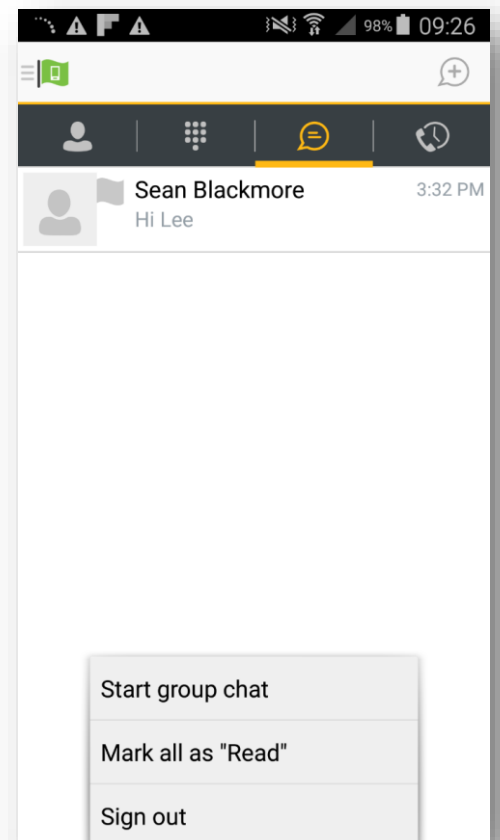 98% 09:26
Sean Blackmore 3:32 PM
Hi Lee
Start group chat
Mark all as "Read"
Sign out